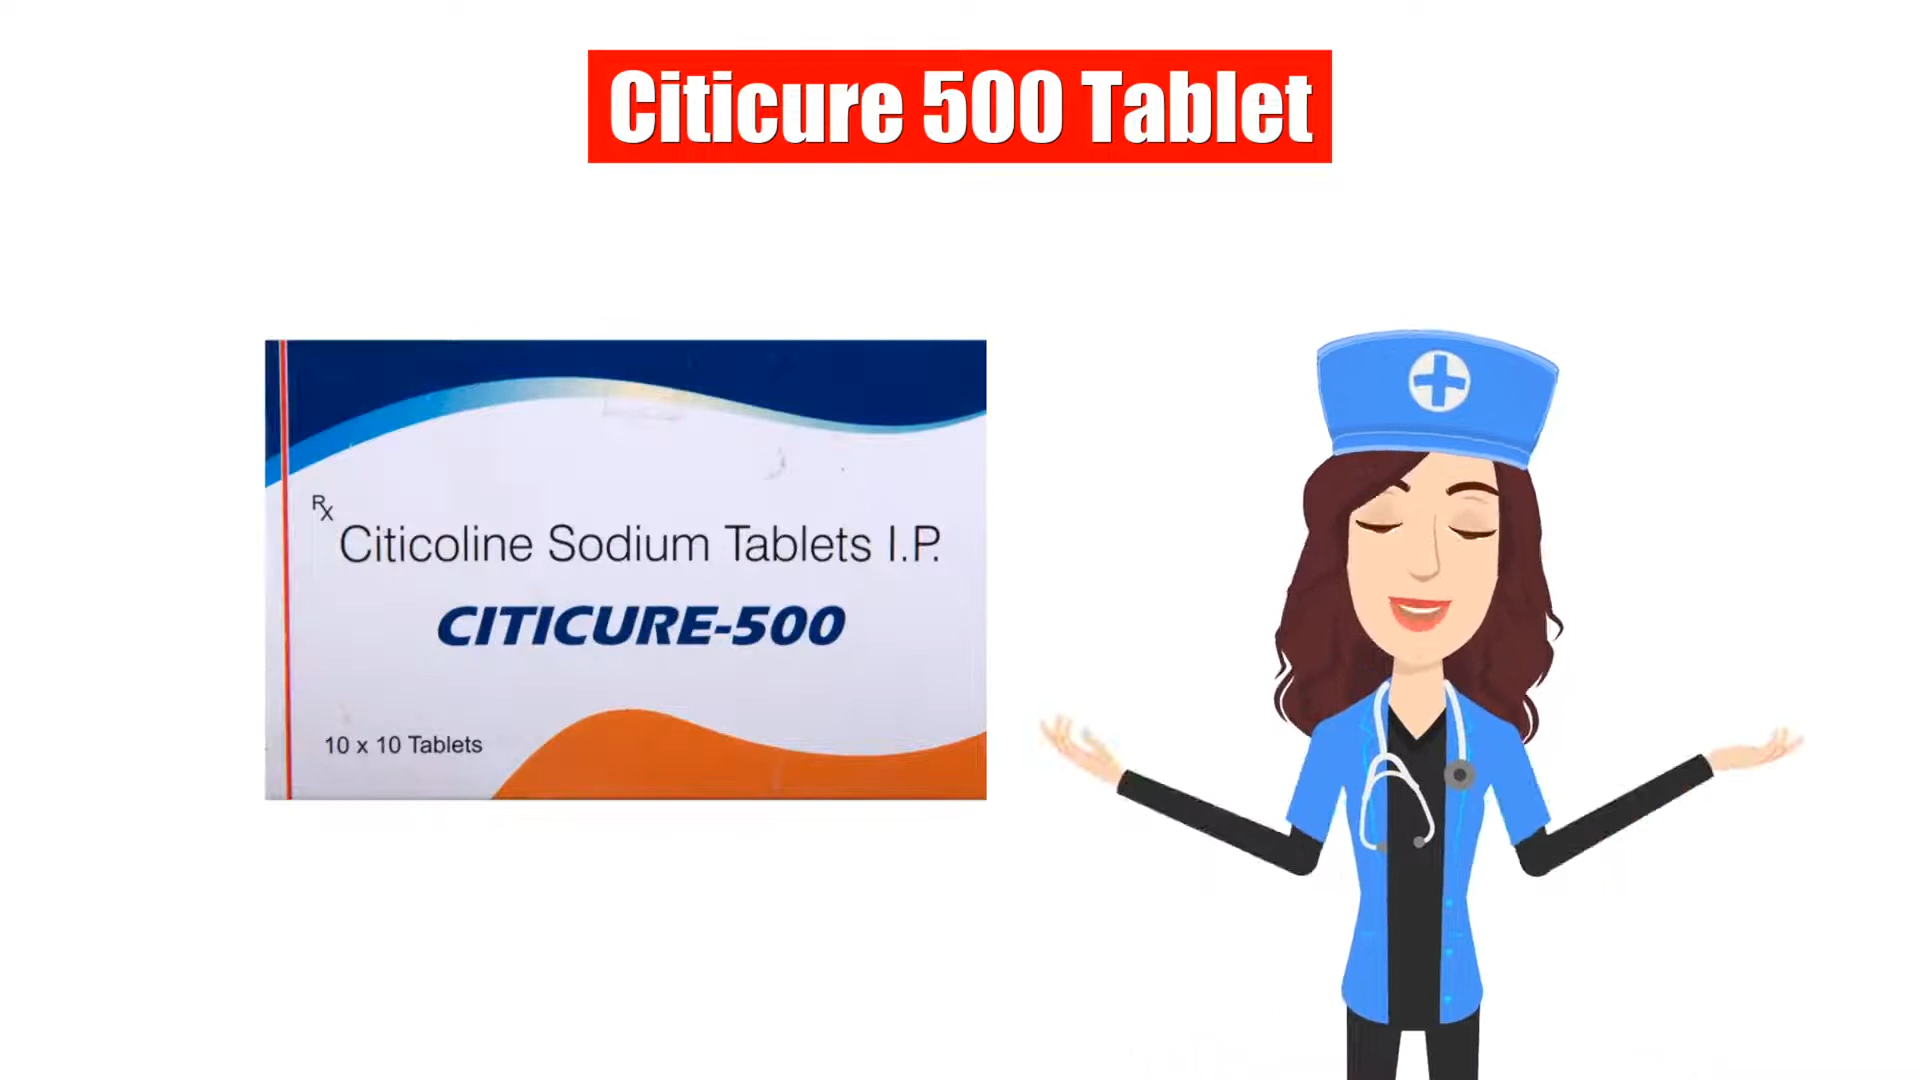 Citicure 500 Tablet
Rx
Citicoline Sodium Tablets I.P.
CITICURE-500
10 x 10 Tablets